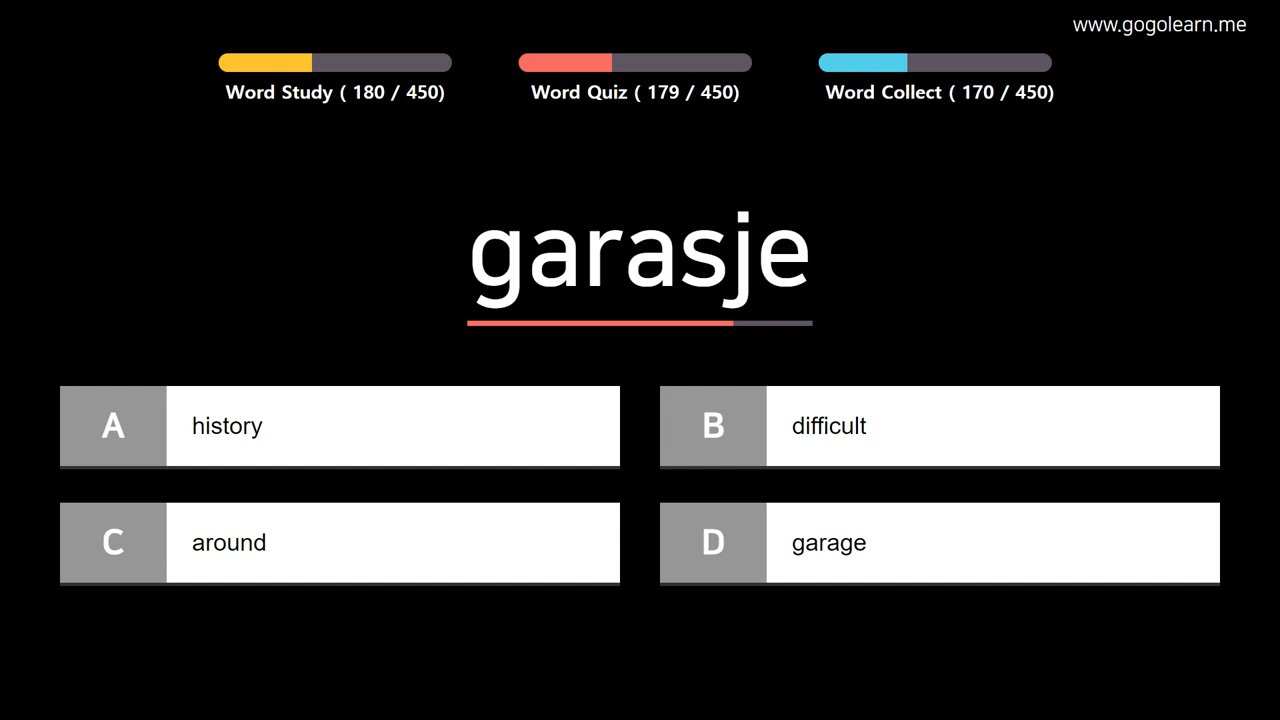 www.gogolearn.me
Word Study ( 180 / 450)
Word Quiz ( 179 / 450)
Word Collect ( 170 / 450)
garasje
A history
B difficult
C around
D garage